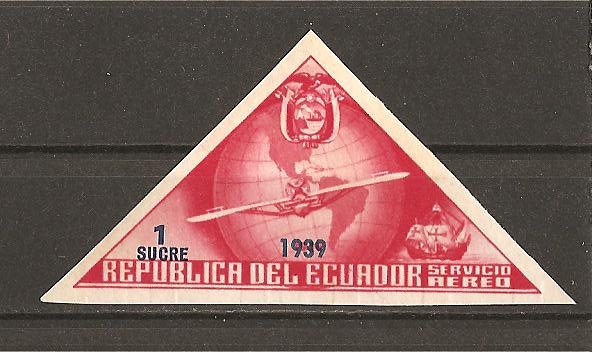 1
SUCRE
1939
REPUBLICA DEL ECUADOR SERVICIO
AEREO